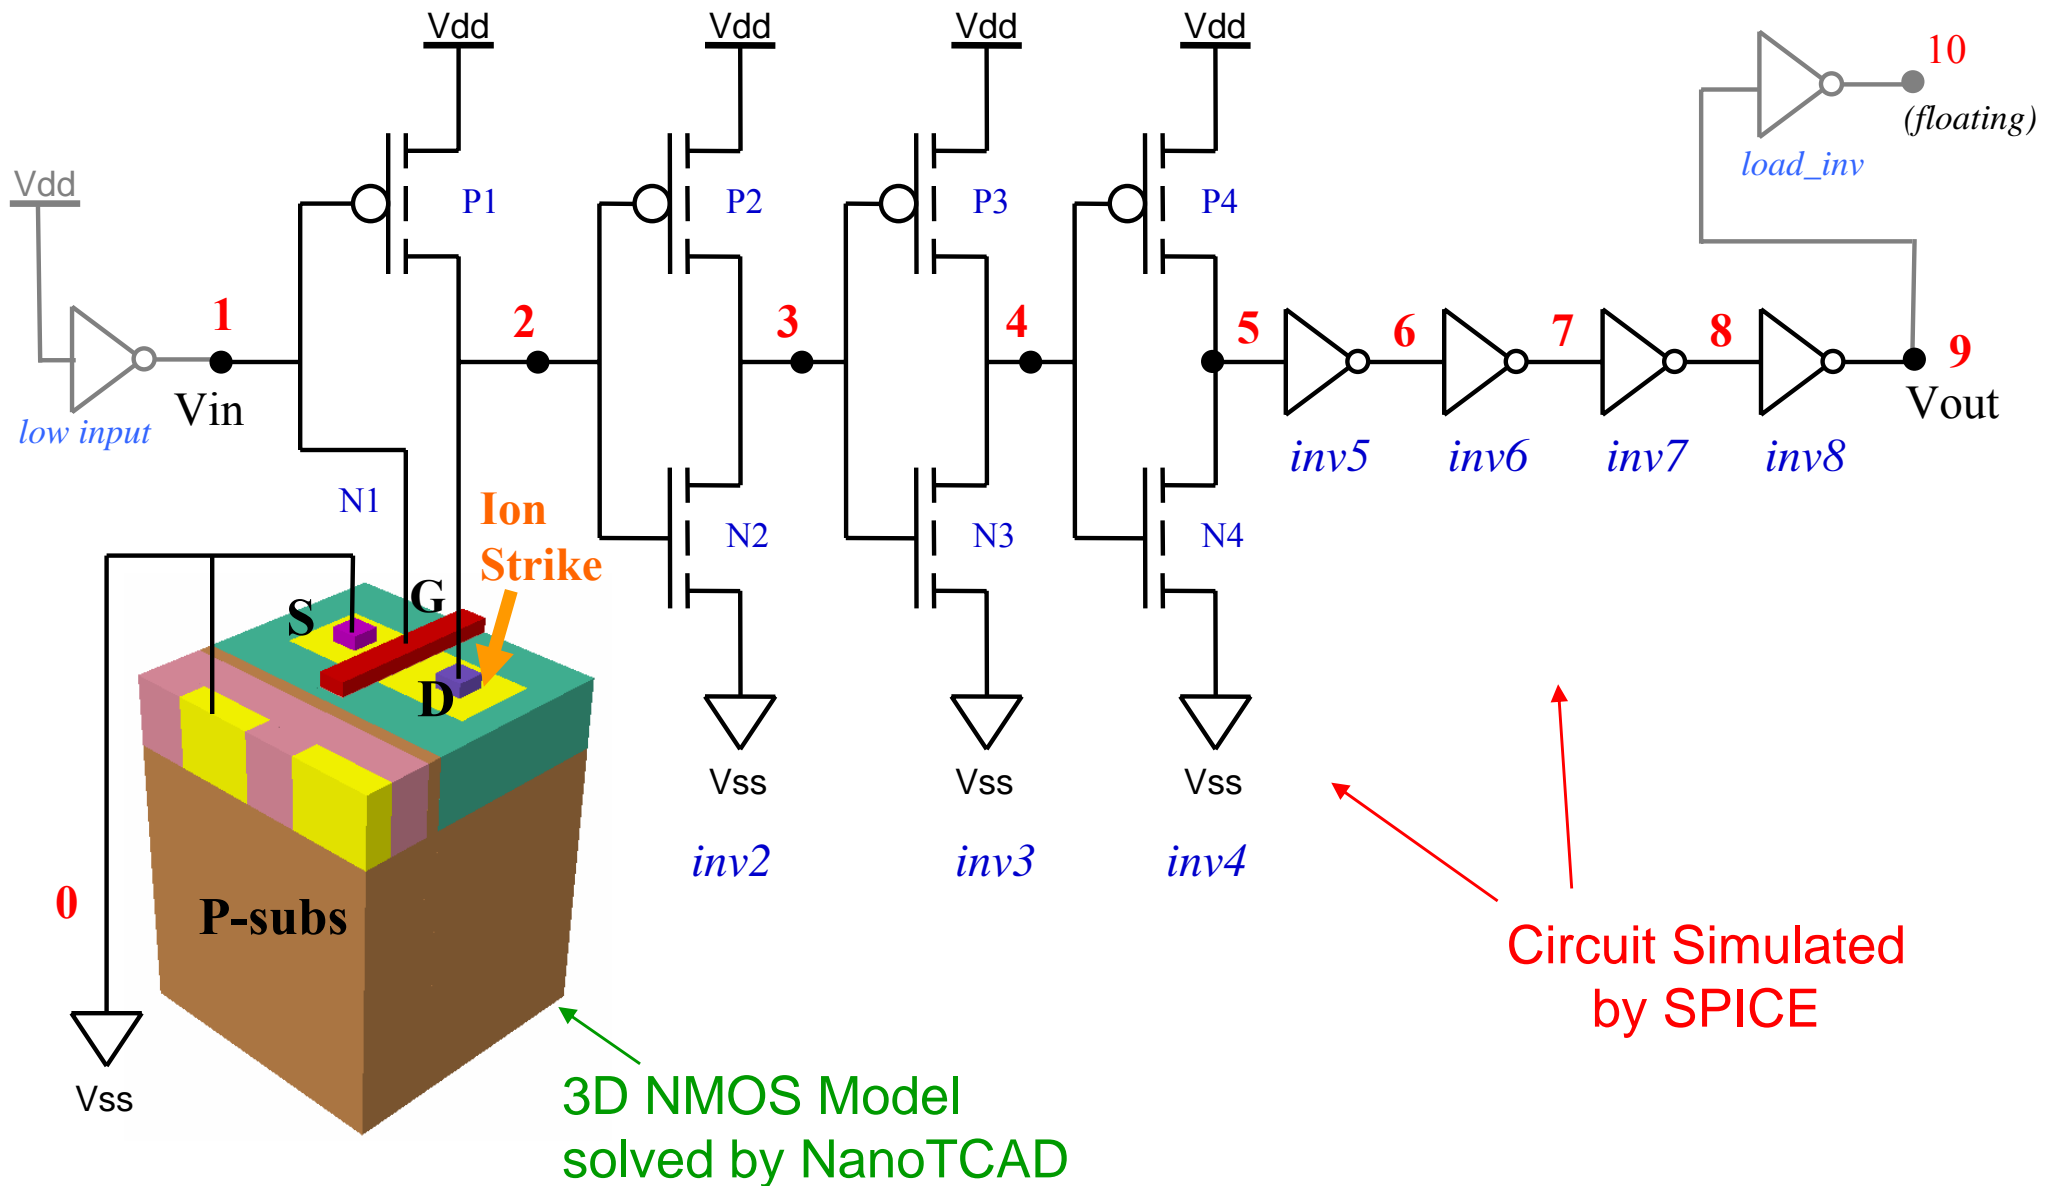 Vdd
Vdd
Vdd
Vdd
10
(floating)
load_inv
Vdd
P1
P2
P3
P4
1
2
3
4
5
6
7
8
9
Vin
low input
Vout
inv5
inv6
inv7
inv8
N1
Ion
Strike
N2
N3
N4
S
G
D
Vss
Vss
Vss
inv2
inv3
inv4
0
P-subs
Circuit Simulated
by SPICE
Vss
3D NMOS Model
solved by NanoTCAD